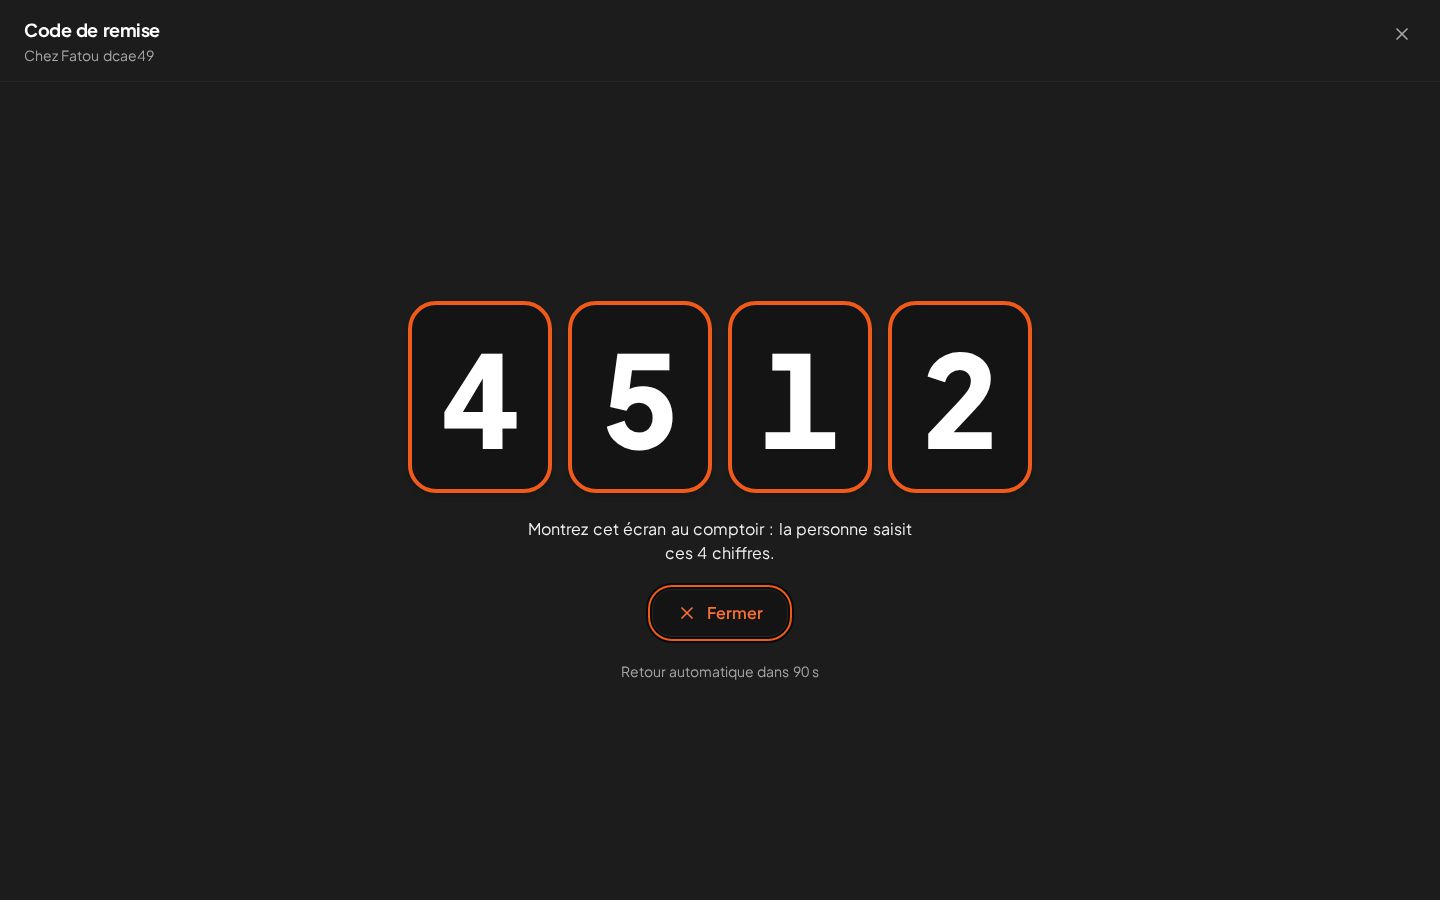 Code de remise
Chez Fatou dcae49
4 5 1 2
Montrez cet écran au comptoir : la personne saisit
ces 4 chiffres.
Fermer
Retour automatique dans 90 s